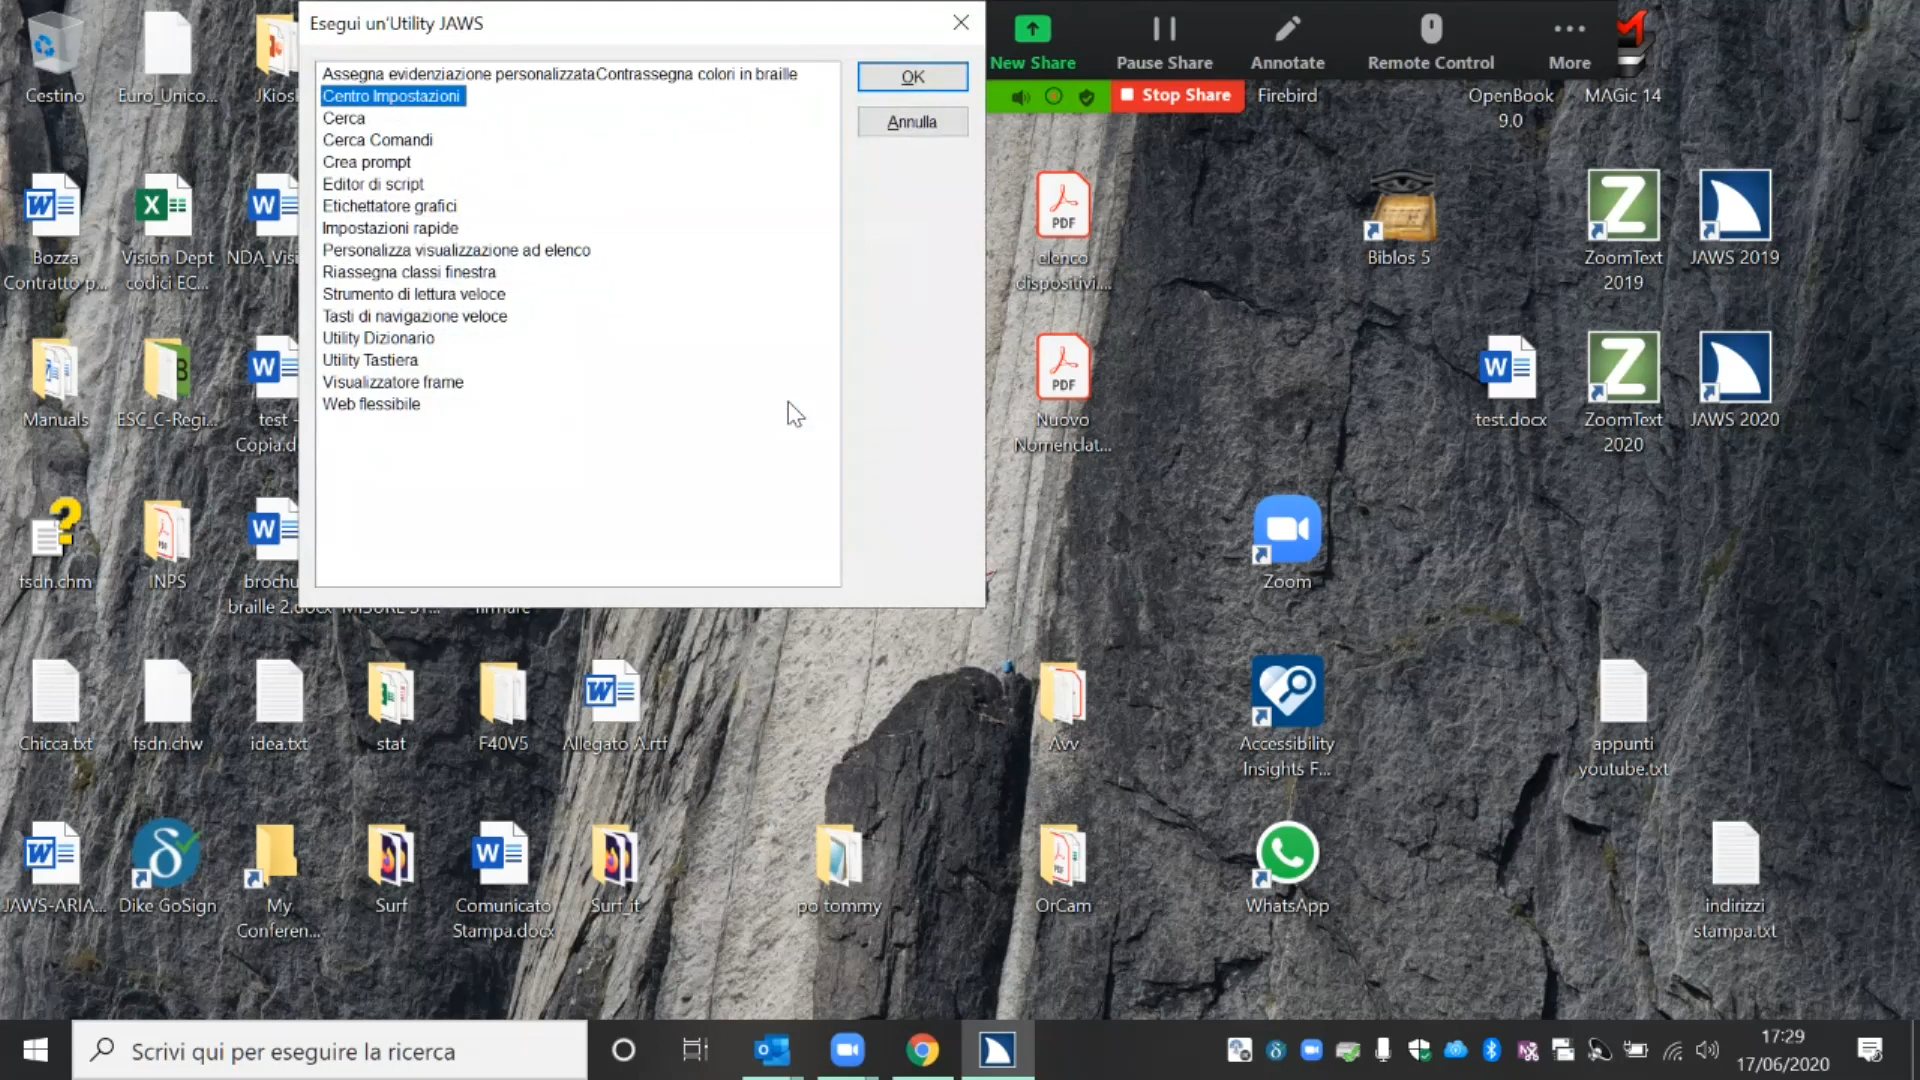 Esegui un'Utility JAWS
Assegna evidenziazione personalizzataContrassegna colori in braille
Centro Impostazioni
Cerca
Cerca Comandi
Crea prompt
Editor di script
Etichettatore grafici
Impostazioni rapide
Personalizza visualizzazione ad elenco
Riassegna classi finestra
Strumento di lettura veloce
Tasti di navigazione veloce
Utility Dizionario
Utility Tastiera
Visualizzatore frame
Web flessibile
OK
Annulla
New Share
Pause Share
Annotate
Remote Control
More
Stop Share
Cestino
Euro_Unico...
JKios
Firebird
OpenBook
9.0
MAGic 14
Bozza
Contratto p...
Vision Dept
codici EC...
NDA_Visi
elenco
dispositivi....
Biblos 5
ZoomText
2019
JAWS 2019
Manuals
ESC_C-Regi...
test -
Copia.d
Nuovo
Nomenclat...
test.docx
ZoomText
2020
JAWS 2020
fsdn.chm
INPS
brochu
braille 2.docx
Zoom
Chicca.txt
fsdn.chw
idea.txt
stat
F40V5
Allegato A.rtf
Avv
Accessibility
Insights F...
appunti
youtube.txt
JAWS-ARIA...
Dike GoSign
My
Conferen...
Surf
Comunicato
Stampa.docx
Surf_it
po tommy
OrCam
WhatsApp
indirizzi
stampa.txt
Scrivi qui per eseguire la ricerca
17:29
17/06/2020